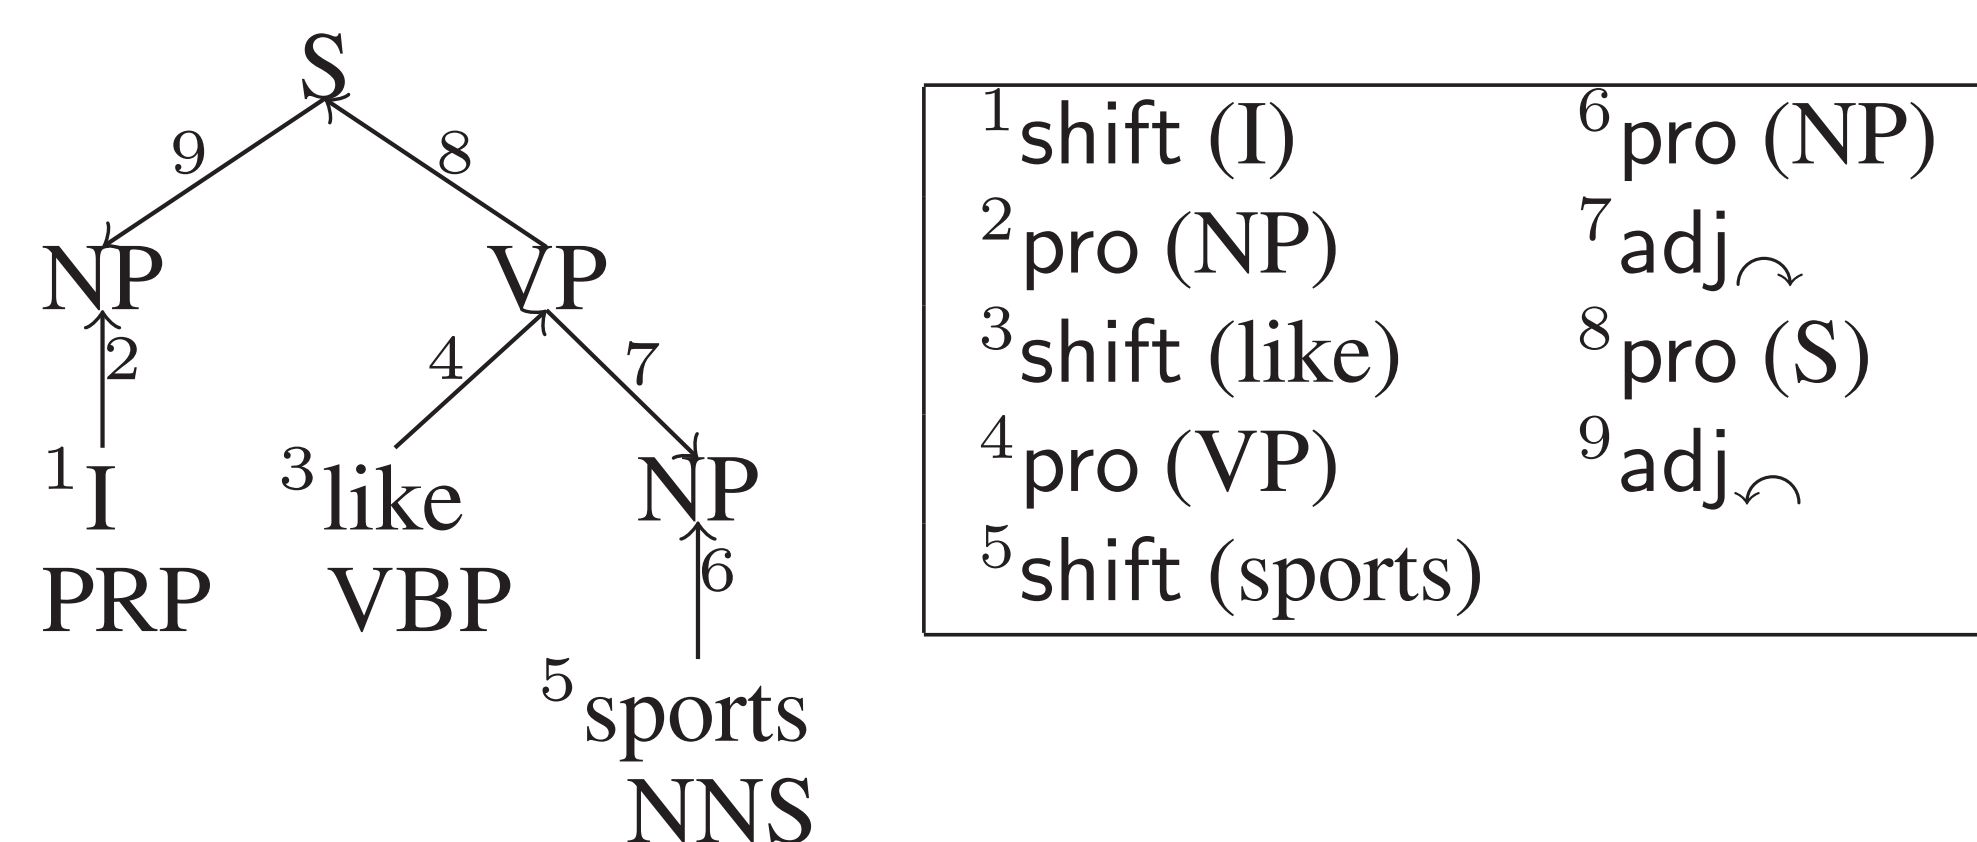 S
9 8
NP VP
2 4 7
¹I ³like NP
PRP VBP 6
⁵sports
NNS
¹shift (I) ⁶pro (NP)
²pro (NP) ⁷adj↷
³shift (like) ⁸pro (S)
⁴pro (VP) ⁹adj↶
⁵shift (sports)